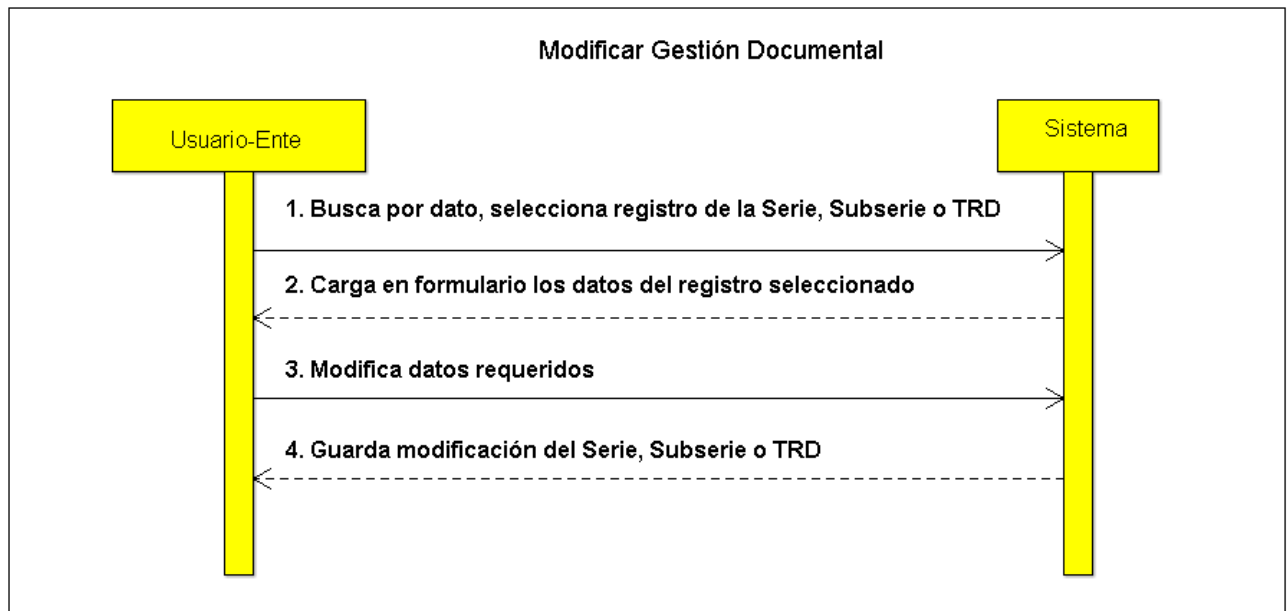 Modificar Gestión Documental
Usuario-Ente
Sistema
1. Busca por dato, selecciona registro de la Serie, Subserie o TRD
2. Carga en formulario los datos del registro seleccionado
3. Modifica datos requeridos
4. Guarda modificación del Serie, Subserie o TRD